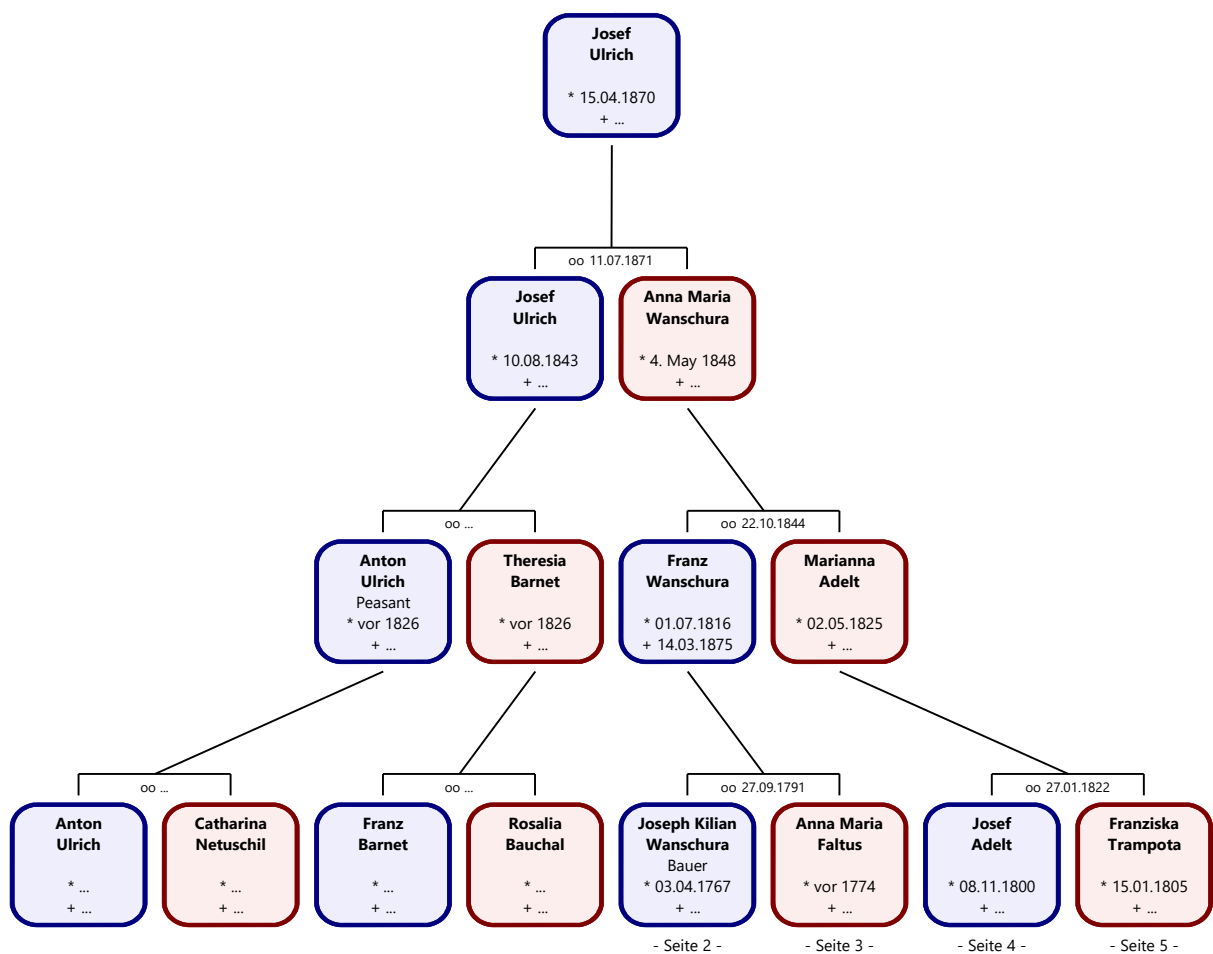 Josef
Ulrich
* 15.04.1870
+ ...
oo 11.07.1871
Josef
Ulrich
* 10.08.1843
+ ...
Anna Maria
Wanschura
* 4. May 1848
+ ...
oo ...
oo 22.10.1844
Anton
Ulrich
Peasant
* vor 1826
+ ...
Theresia
Barnet
* vor 1826
+ ...
Franz
Wanschura
* 01.07.1816
+ 14.03.1875
Marianna
Adelt
* 02.05.1825
+ ...
oo ...
oo ...
oo 27.09.1791
oo 27.01.1822
Anton
Ulrich
* ...
+ ...
Catharina
Netuschil
* ...
+ ...
Franz
Barnet
* ...
+ ...
Rosalia
Bauchal
* ...
+ ...
Joseph Kilian
Wanschura
Bauer
* 03.04.1767
+ ...
Anna Maria
Faltus
* vor 1774
+ ...
Josef
Adelt
* 08.11.1800
+ ...
Franziska
Trampota
* 15.01.1805
+ ...
- Seite 2 -
- Seite 3 -
- Seite 4 -
- Seite 5 -